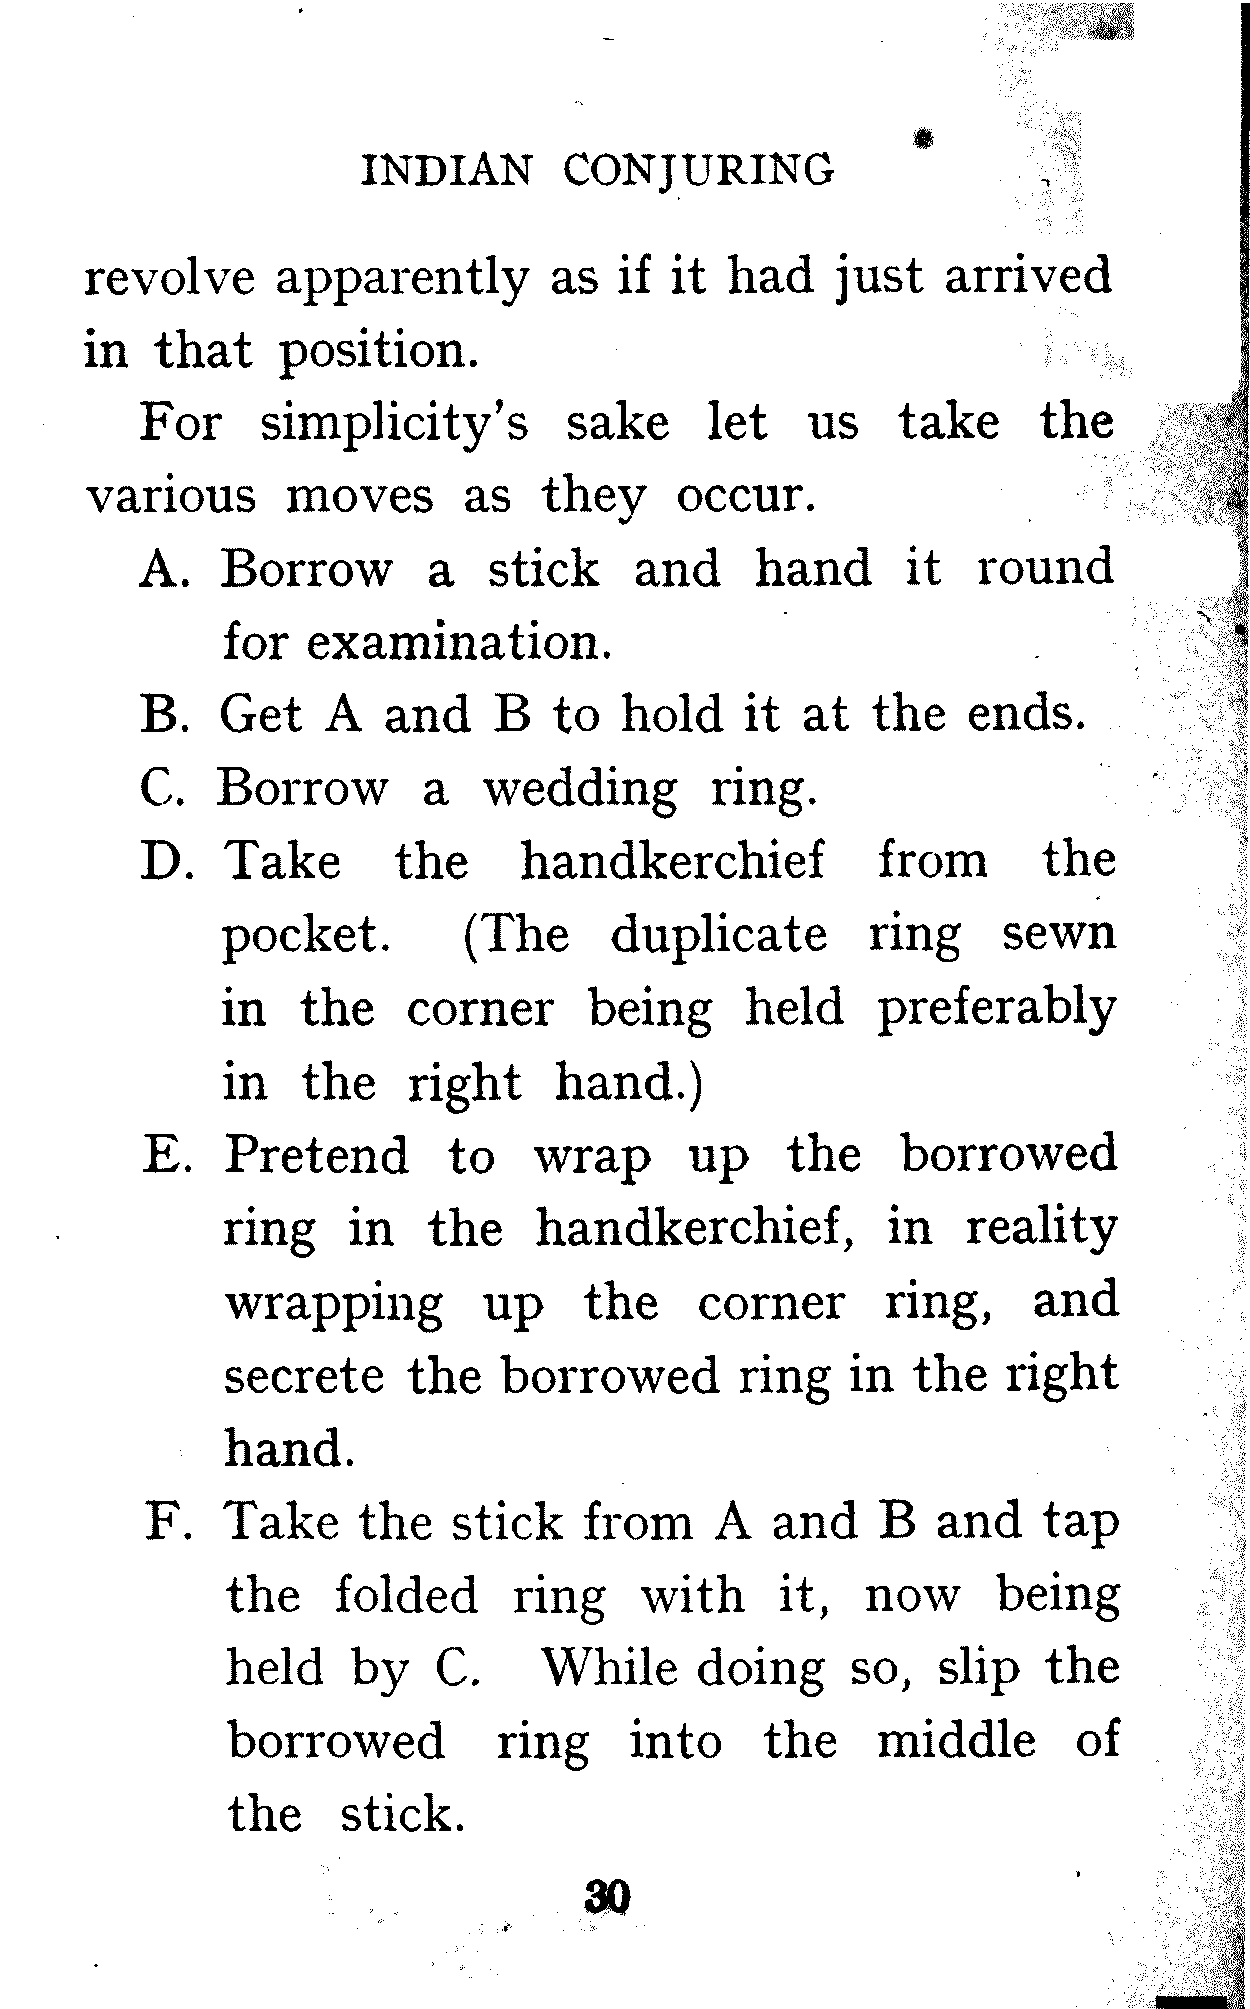 INDIAN CONJURING
revolve apparently as if it had just arrived
in that position.
For simplicity's sake let us take the
various moves as they occur.
A. Borrow a stick and hand it round
for examination.
B. Get A and B to hold it at the ends.
C. Borrow a wedding ring.
D. Take the handkerchief from the
pocket. (The duplicate ring sewn
in the corner being held preferably
in the right hand.)
E. Pretend to wrap up the borrowed
ring in the handkerchief, in reality
wrapping up the corner ring, and
secrete the borrowed ring in the right
hand.
F. Take the stick from A and B and tap
the folded ring with it, now being
held by C. While doing so, slip the
borrowed ring into the middle of
the stick.
30